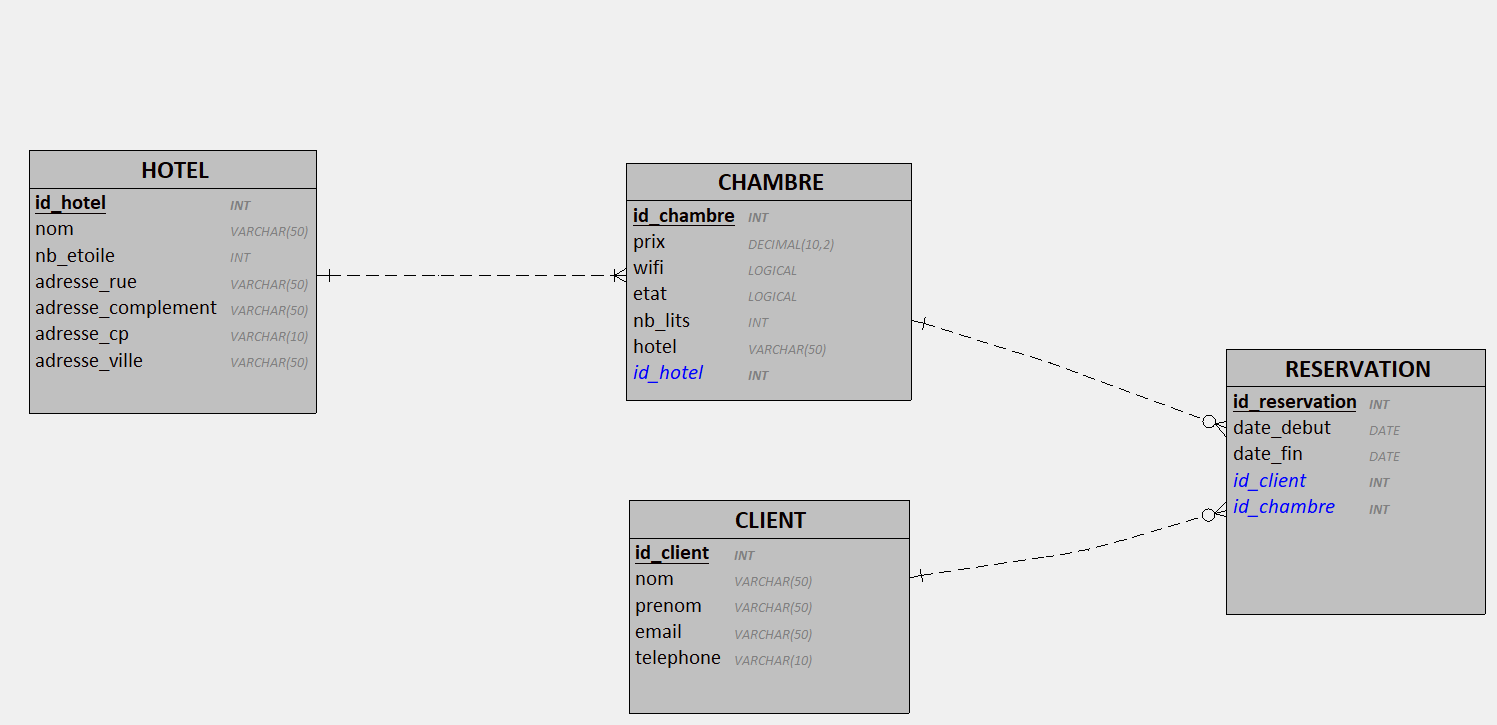 HOTEL
id_hotel INT
nom VARCHAR(50)
nb_etoile INT
adresse_rue VARCHAR(50)
adresse_complement VARCHAR(50)
adresse_cp VARCHAR(10)
adresse_ville VARCHAR(50)
CHAMBRE
id_chambre INT
prix DECIMAL(10,2)
wifi LOGICAL
etat LOGICAL
nb_lits INT
hotel VARCHAR(50)
id_hotel INT
CLIENT
id_client INT
nom VARCHAR(50)
prenom VARCHAR(50)
email VARCHAR(50)
telephone VARCHAR(10)
RESERVATION
id_reservation INT
date_debut DATE
date_fin DATE
id_client INT
id_chambre INT